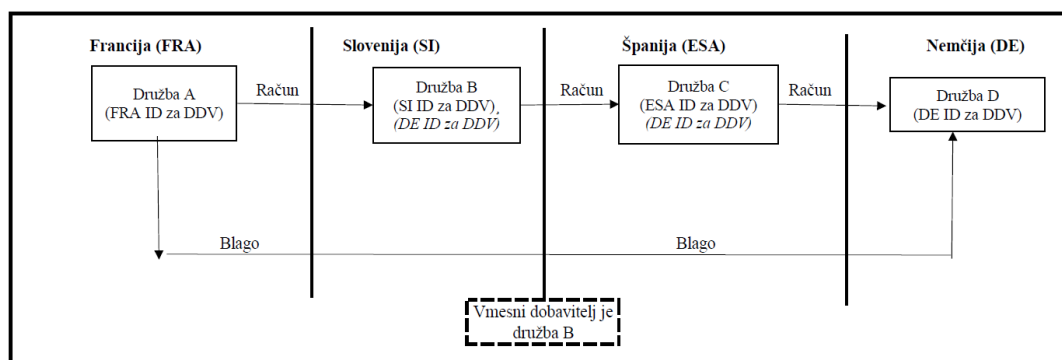 Francija (FRA)
Slovenija (SI)
Španija (ESA)
Nemčija (DE)
Družba A
(FRA ID za DDV)
Račun
Družba B
(SI ID za DDV),
(DE ID za DDV)
Račun
Družba C
(ESA ID za DDV)
(DE ID za DDV)
Račun
Družba D
(DE ID za DDV)
Blago
Blago
Vmesni dobavitelj je
družba B